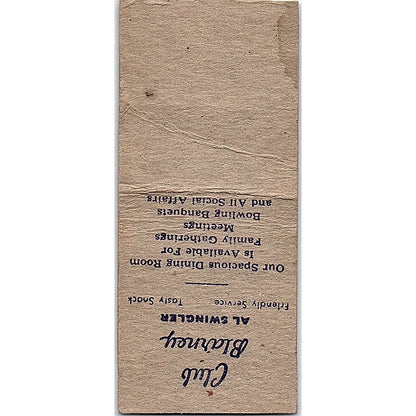 Club
Blarney
AL SWINGLER
Friendly Service Tasty Snack
Our Spacious Dining Room
Is Available For
Family Gatherings
Meetings
Bowling Banquets
and All Social Affairs